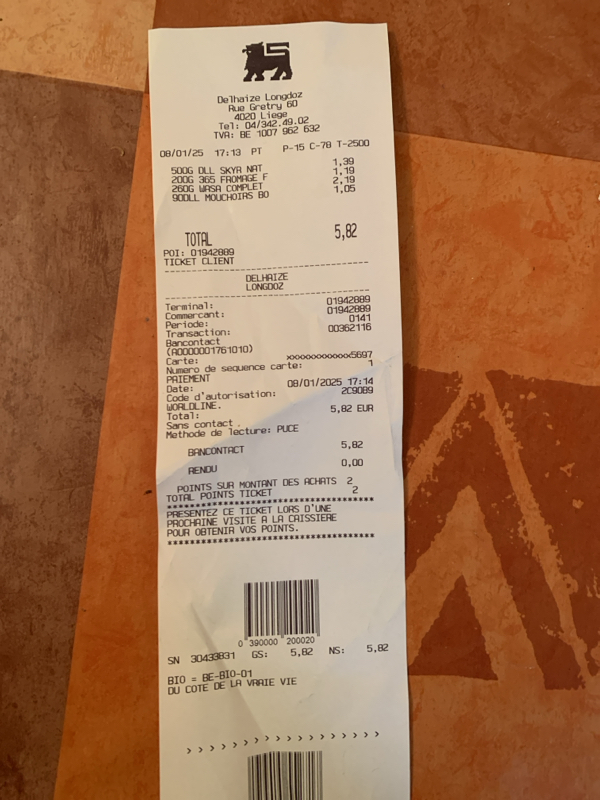 Delhaize Longdoz
Rue Gretry 60
4020 Liege
Tel: 04/342.49.02
TVA: BE 1007 962 632
08/01/25 17:13 PT P-15 C-78 T-2500
500G DLL SKYR NAT 1,39
200G 365 FROMAGE F 1,19
260G WASA COMPLET 2,19
90DLL MOUCHOIRS BO 1,05
TOTAL 5,82
POI: 01942889
TICKET CLIENT
DELHAIZE
LONGDOZ
Terminal: 01942889
Commercant: 01942889
Periode: 0141
Transaction: 00362116
Bancontact
(A0000001761010)
Carte: xxxxxxxxxxxx5697
Numero de sequence carte: 1
PAIEMENT
Date: 08/01/2025 17:14
Code d'autorisation: 2C90B9
WORLDLINE.
Total: 5,82 EUR
Sans contact .
Methode de lecture: PUCE
BANCONTACT 5,82
RENDU 0,00
POINTS SUR MONTANT DES ACHATS 2
TOTAL POINTS TICKET 2
************************************
PRESENTEZ CE TICKET LORS D'UNE
PROCHAINE VISITE A LA CAISSIERE
POUR OBTENIR VOS POINTS.
************************************
0 390000 200020
SN 3D433831 GS: 5,82 NS: 5,82
BIO = BE-BIO-01
DU COTE DE LA VRAIE VIE